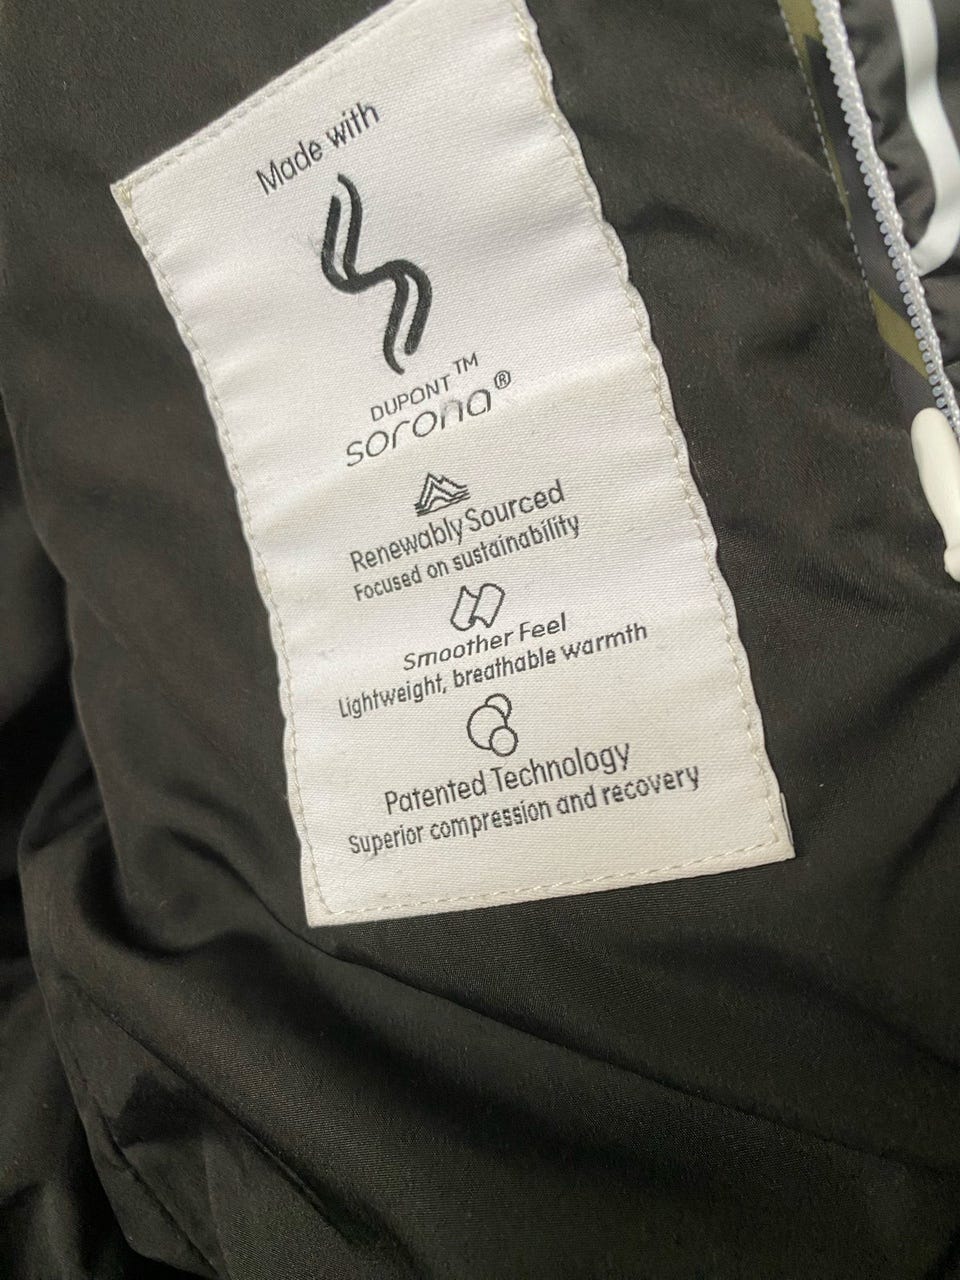 Made with
DUPONT™
sorona®
Renewably Sourced
Focused on sustainability
Smoother Feel
Lightweight, breathable warmth
Patented Technology
Superior compression and recovery